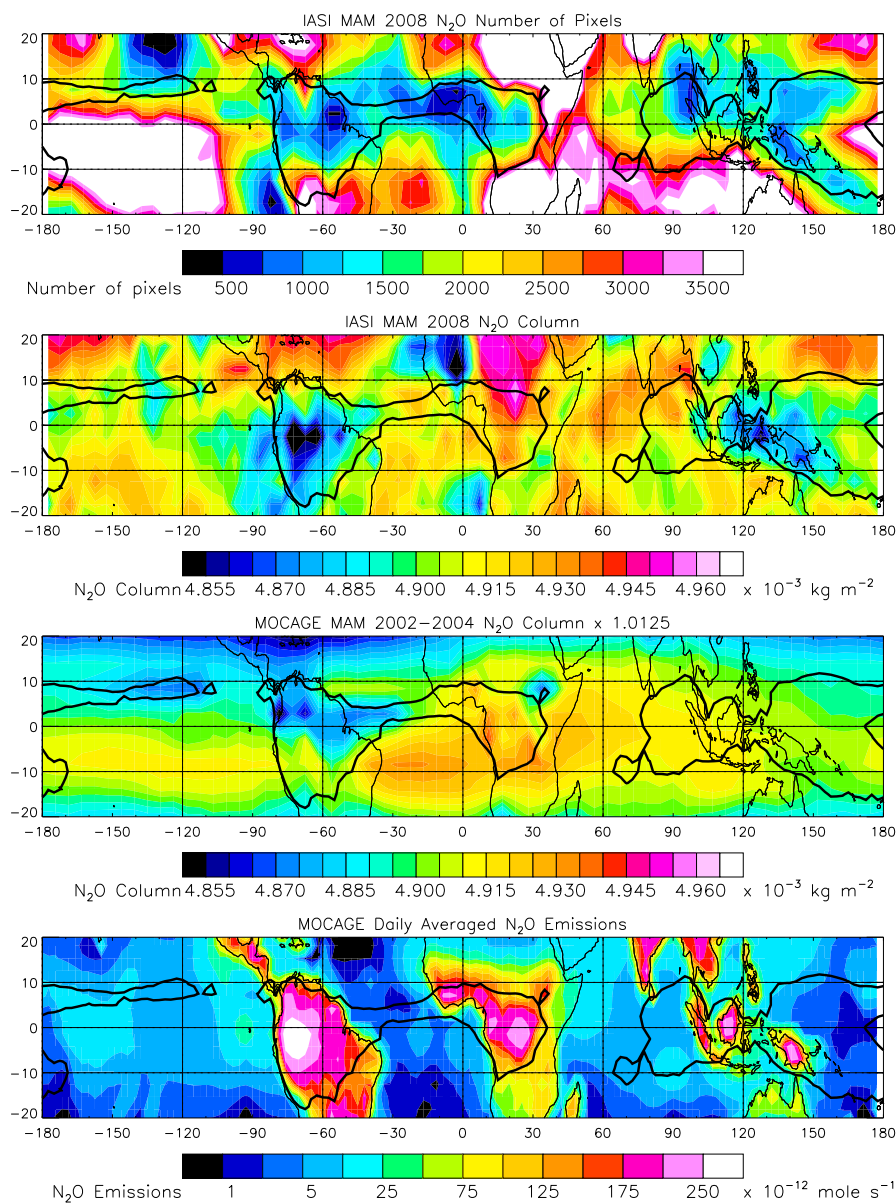 IASI MAM 2008 N₂O Number of Pixels
20
10
0
−10
−20
−180 −150 −120 −90 −60 −30 0 30 60 90 120 150 180
Number of pixels 500 1000 1500 2000 2500 3000 3500
IASI MAM 2008 N₂O Column
20
10
0
−10
−20
−180 −150 −120 −90 −60 −30 0 30 60 90 120 150 180
N₂O Column 4.855 4.870 4.885 4.900 4.915 4.930 4.945 4.960 x 10⁻³ kg m⁻²
MOCAGE MAM 2002−2004 N₂O Column x 1.0125
20
10
0
−10
−20
−180 −150 −120 −90 −60 −30 0 30 60 90 120 150 180
N₂O Column 4.855 4.870 4.885 4.900 4.915 4.930 4.945 4.960 x 10⁻³ kg m⁻²
MOCAGE Daily Averaged N₂O Emissions
20
10
0
−10
−20
−180 −150 −120 −90 −60 −30 0 30 60 90 120 150 180
N₂O Emissions 1 5 25 75 125 175 250 x 10⁻¹² mole s⁻¹